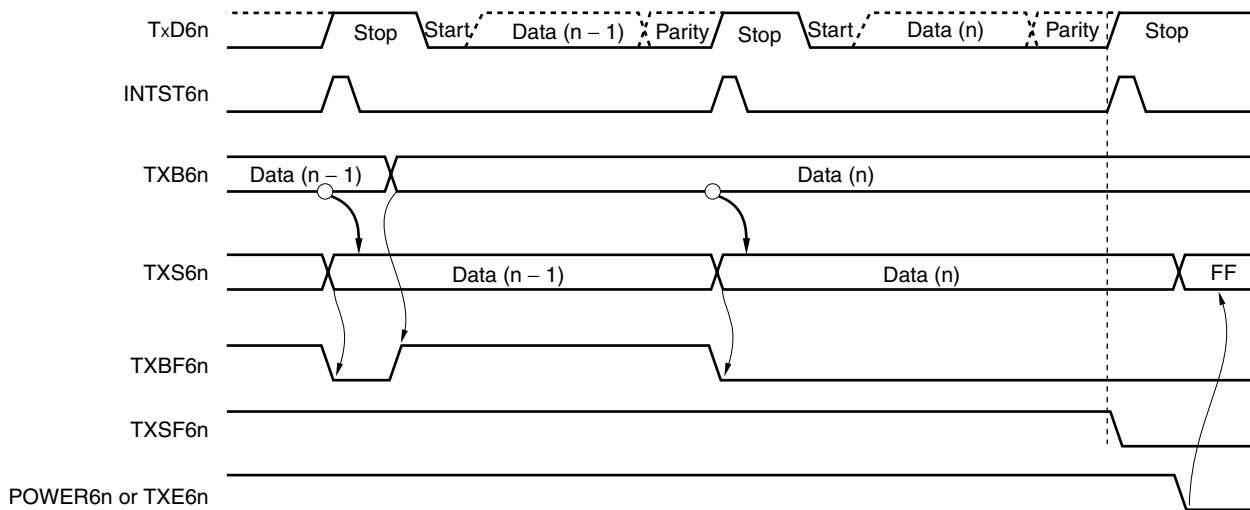 TxD6n Stop Start Data (n – 1) Parity Stop Start Data (n) Parity Stop
INTST6n
TXB6n Data (n – 1) Data (n)
TXS6n Data (n – 1) Data (n) FF
TXBF6n
TXSF6n
POWER6n or TXE6n